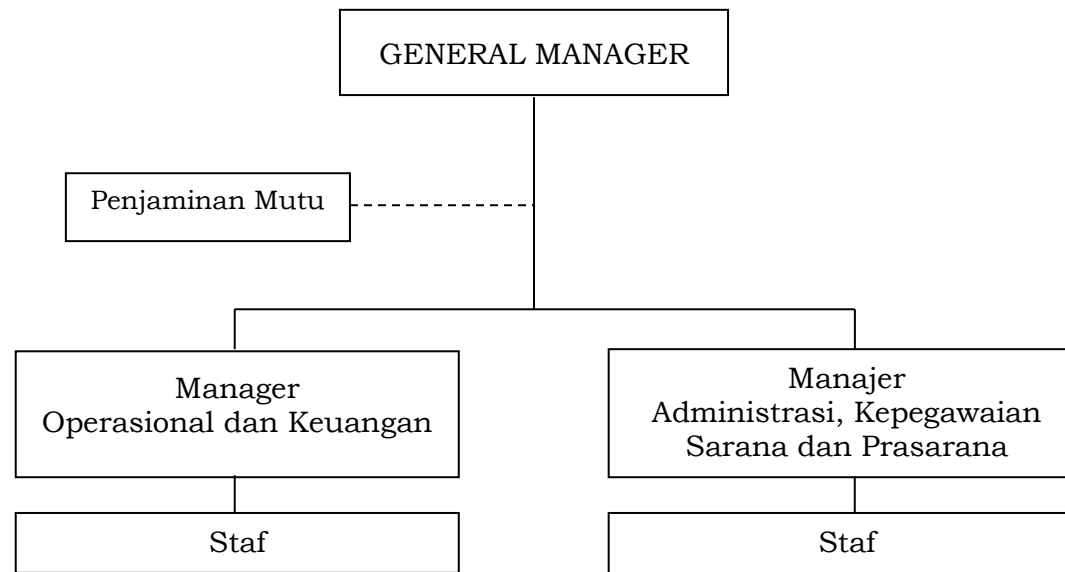 GENERAL MANAGER
Penjaminan Mutu
Manager
Operasional dan Keuangan
Manajer
Administrasi, Kepegawaian
Sarana dan Prasarana
Staf
Staf